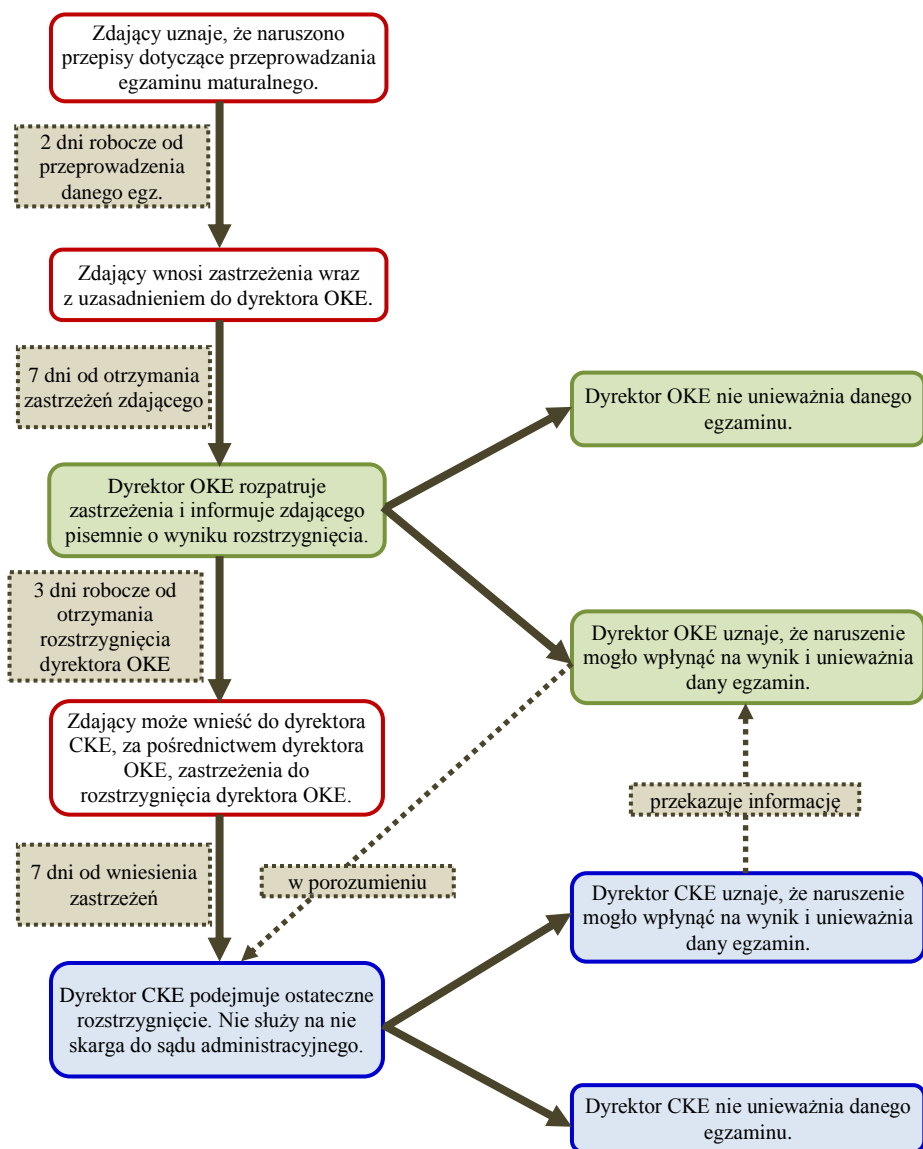 Zdający uznaje, że naruszono
przepisy dotyczące przeprowadzania
egzaminu maturalnego.
2 dni robocze od
przeprowadzenia
danego egz.
Zdający wnosi zastrzeżenia wraz
z uzasadnieniem do dyrektora OKE.
7 dni od otrzymania
zastrzeżeń zdającego
Dyrektor OKE nie unieważnia danego
egzaminu.
Dyrektor OKE rozpatruje
zastrzeżenia i informuje zdającego
pisemnie o wyniku rozstrzygnięcia.
3 dni robocze od
otrzymania
rozstrzygnięcia
dyrektora OKE
Dyrektor OKE uznaje, że naruszenie
mogło wpłynąć na wynik i unieważnia
dany egzamin.
Zdający może wnieść do dyrektora
CKE, za pośrednictwem dyrektora
OKE, zastrzeżenia do
rozstrzygnięcia dyrektora OKE.
przekazuje informację
7 dni od wniesienia
zastrzeżeń
w porozumieniu
Dyrektor CKE uznaje, że naruszenie
mogło wpłynąć na wynik i unieważnia
dany egzamin.
Dyrektor CKE podejmuje ostateczne
rozstrzygnięcie. Nie służy na nie
skarga do sądu administracyjnego.
Dyrektor CKE nie unieważnia danego
egzaminu.